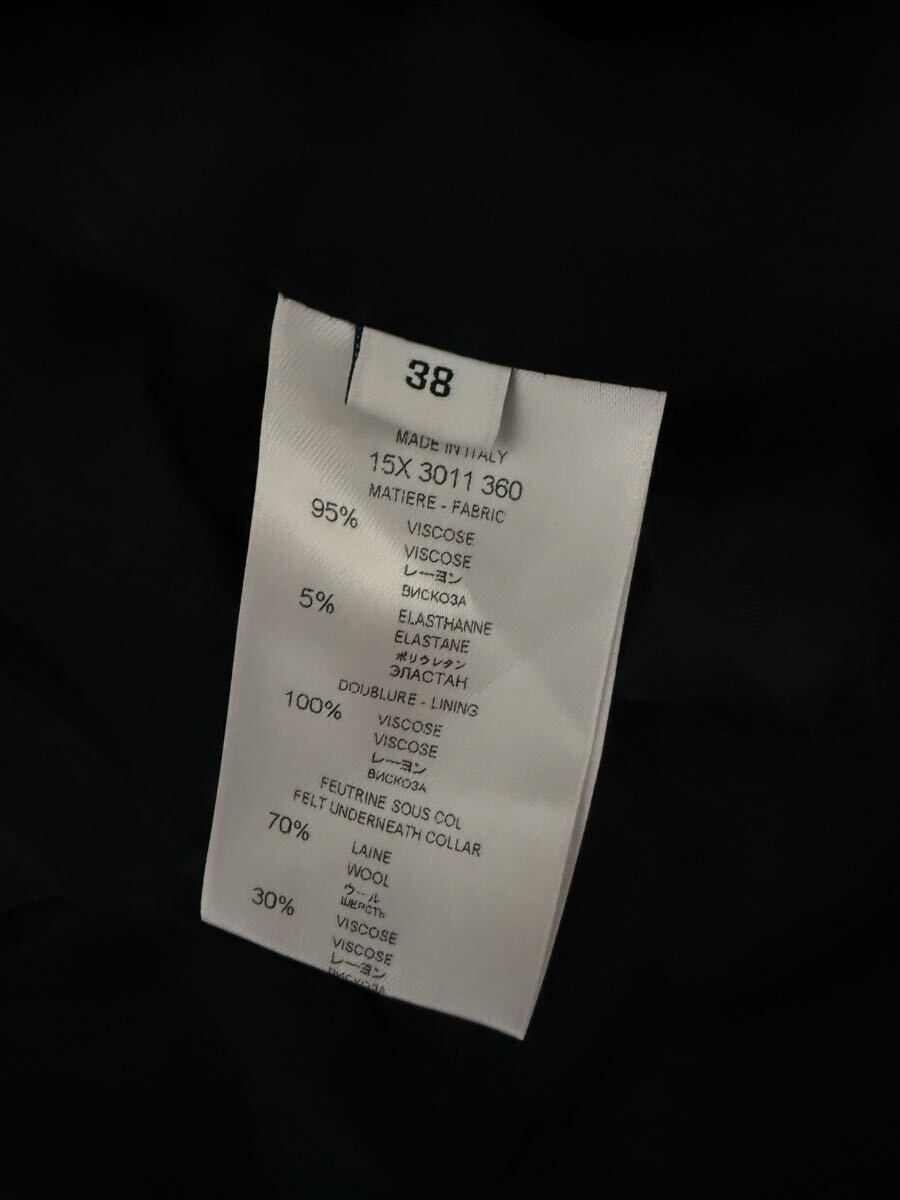 38
MADE IN ITALY
15X 3011 360
MATIERE - FABRIC
95% VISCOSE
VISCOSE
レーヨン
ВИСКОЗА
5% ELASTHANNE
ELASTANE
ポリウレタン
ЭЛАСТАН
DOUBLURE - LINING
100% VISCOSE
VISCOSE
レーヨン
ВИСКОЗА
FEUTRINE SOUS COL
FELT UNDERNEATH COLLAR
70% LAINE
WOOL
ウール
ШЕРСТЬ
30% VISCOSE
VISCOSE
レーヨン
ВИСКОЗА